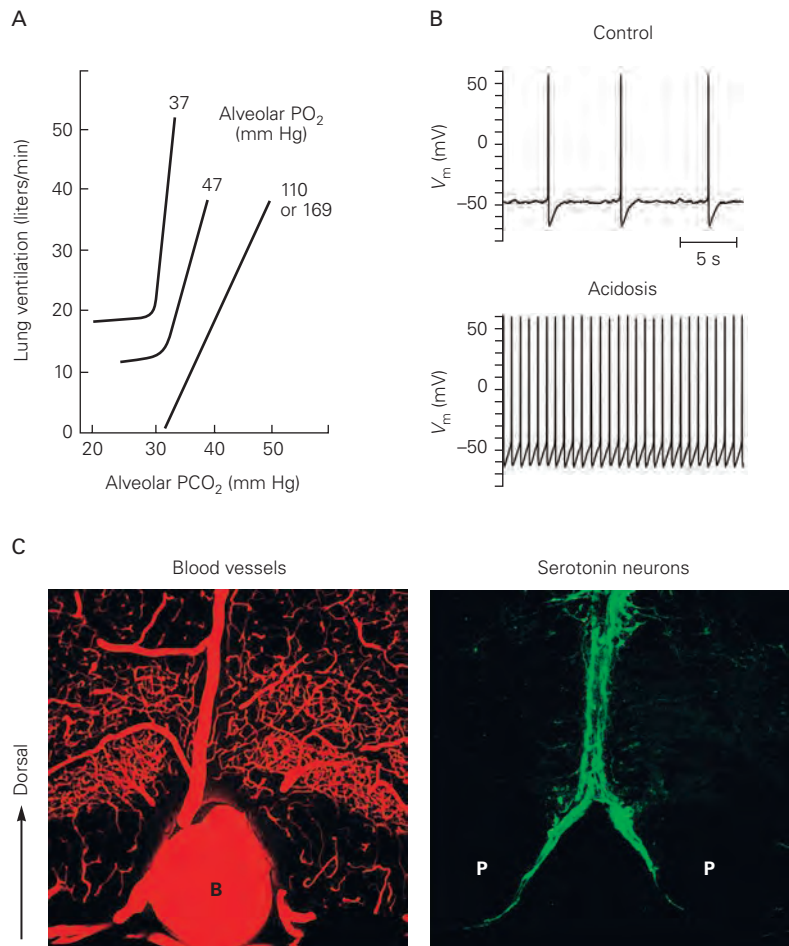 A
Lung ventilation (liters/min)
50
40
30
20
10
0
37
47
110
or 169
Alveolar PO₂
(mm Hg)
20
30
40
50
Alveolar PCO₂ (mm Hg)
B
Control
Vₘ (mV)
50
0
−50
5 s
Acidosis
Vₘ (mV)
50
0
−50
C
Blood vessels
Serotonin neurons
Dorsal
B
P
P